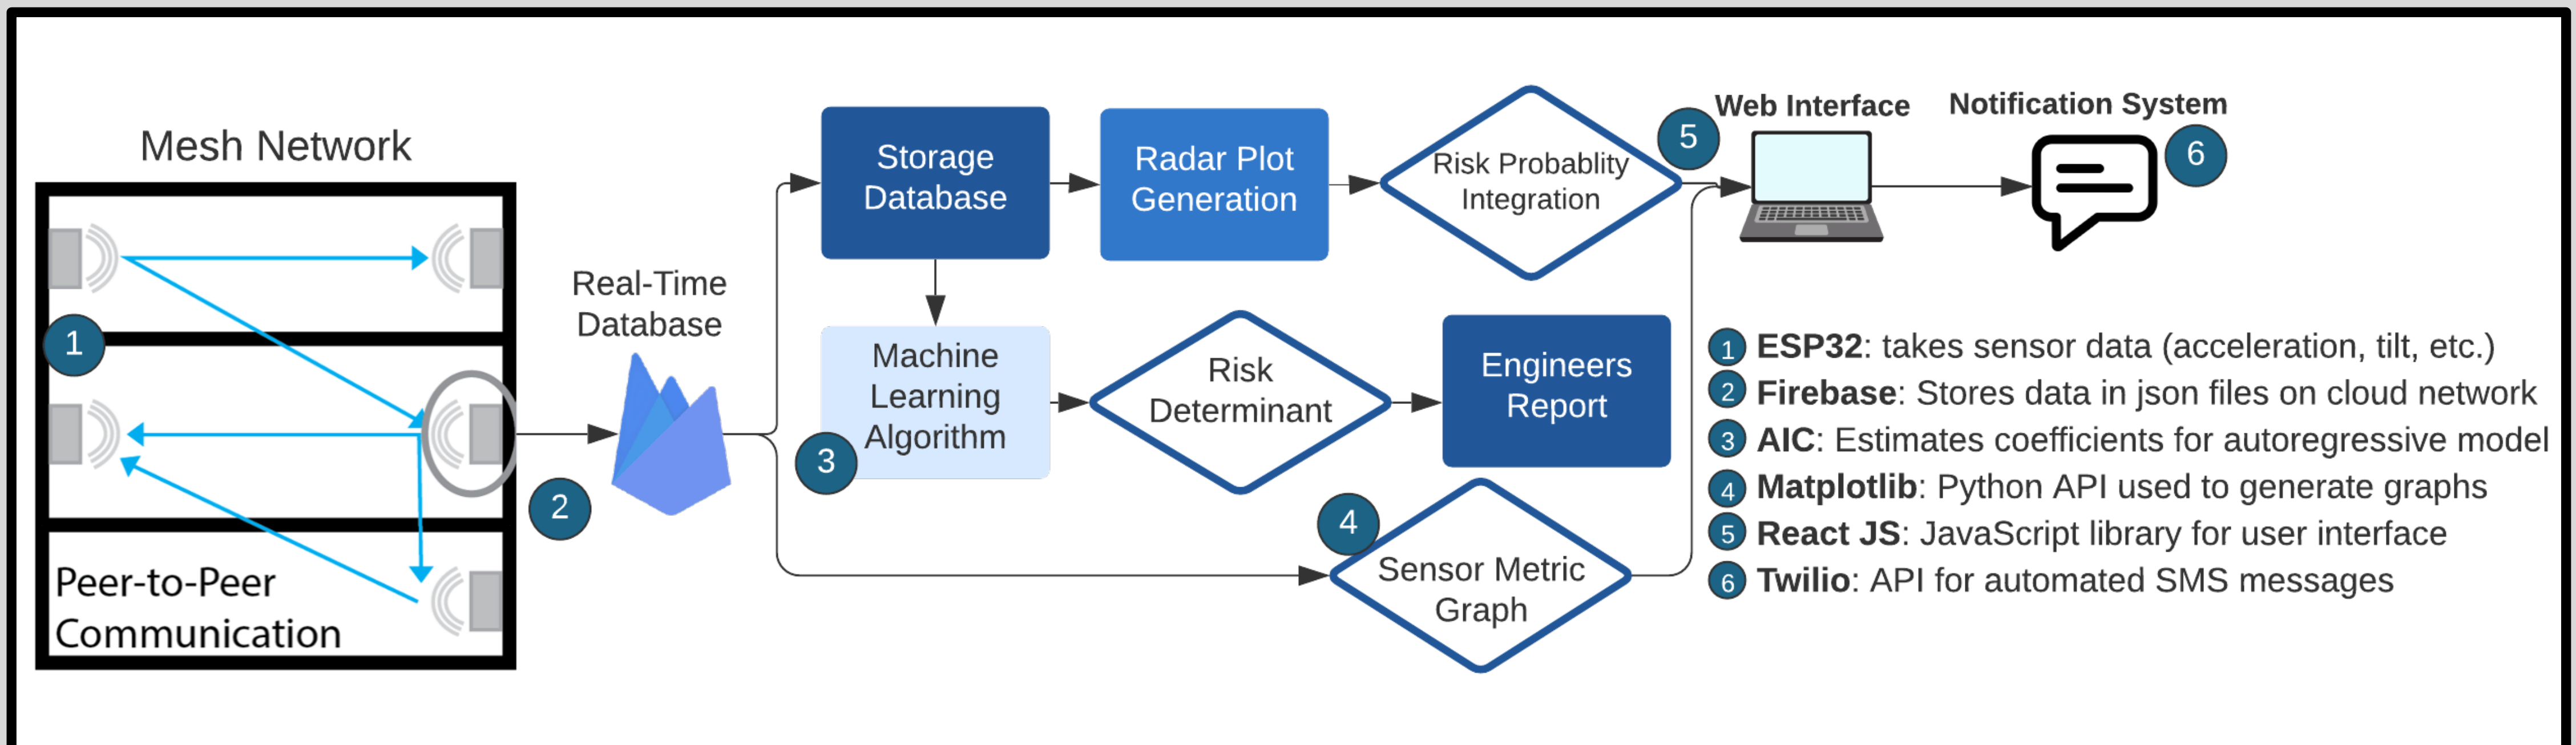 Mesh Network
1
Peer-to-Peer
Communication
2
Real-Time
Database
Storage
Database
Radar Plot
Generation
Risk Probablity
Integration
5
Web Interface
Notification System
6
3
Machine
Learning
Algorithm
Risk
Determinant
Engineers
Report
4
Sensor Metric
Graph
1 ESP32: takes sensor data (acceleration, tilt, etc.)
2 Firebase: Stores data in json files on cloud network
3 AIC: Estimates coefficients for autoregressive model
4 Matplotlib: Python API used to generate graphs
5 React JS: JavaScript library for user interface
6 Twilio: API for automated SMS messages